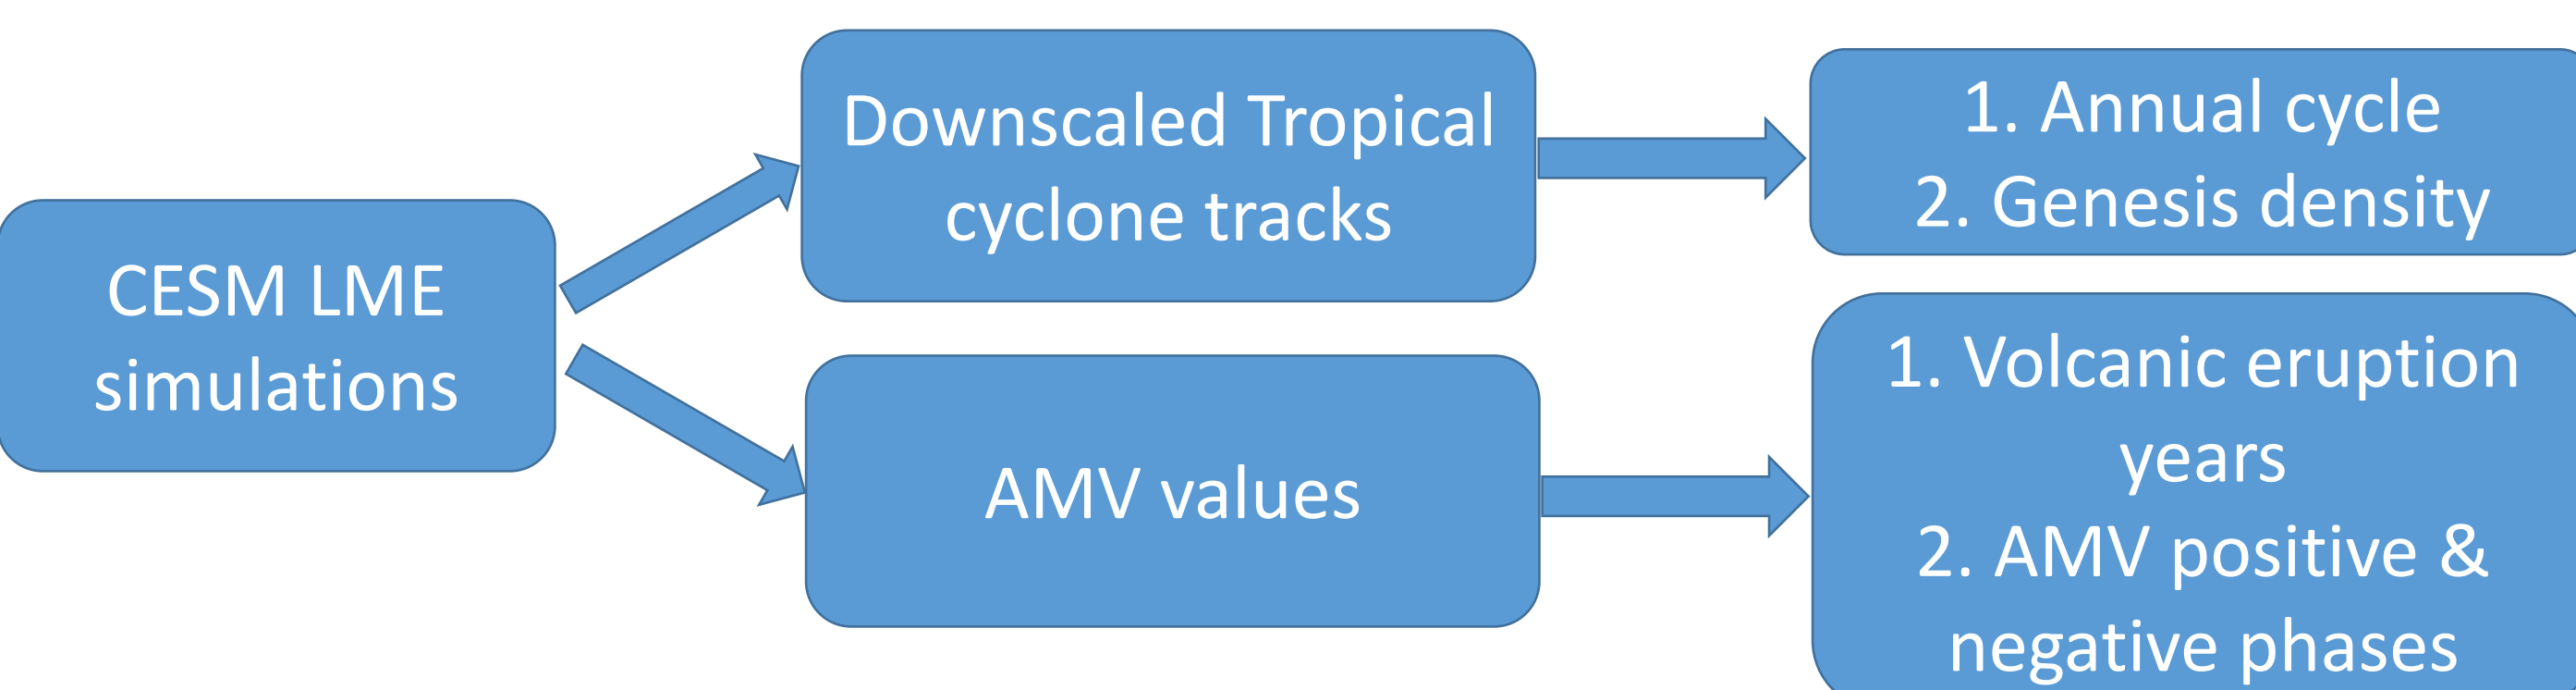 CESM LME
simulations
Downscaled Tropical
cyclone tracks
1. Annual cycle
2. Genesis density
AMV values
1. Volcanic eruption
years
2. AMV positive &
negative phases